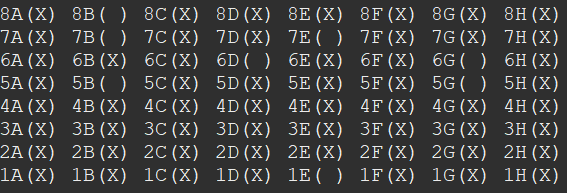 8A(X) 8B( ) 8C(X) 8D(X) 8E(X) 8F(X) 8G(X) 8H(X)
7A(X) 7B( ) 7C(X) 7D(X) 7E( ) 7F(X) 7G(X) 7H(X)
6A(X) 6B(X) 6C(X) 6D( ) 6E(X) 6F(X) 6G( ) 6H(X)
5A(X) 5B( ) 5C(X) 5D(X) 5E(X) 5F(X) 5G( ) 5H(X)
4A(X) 4B(X) 4C(X) 4D(X) 4E(X) 4F(X) 4G(X) 4H(X)
3A(X) 3B(X) 3C(X) 3D(X) 3E(X) 3F(X) 3G(X) 3H(X)
2A(X) 2B(X) 2C(X) 2D(X) 2E(X) 2F(X) 2G(X) 2H(X)
1A(X) 1B(X) 1C(X) 1D(X) 1E( ) 1F(X) 1G(X) 1H(X)